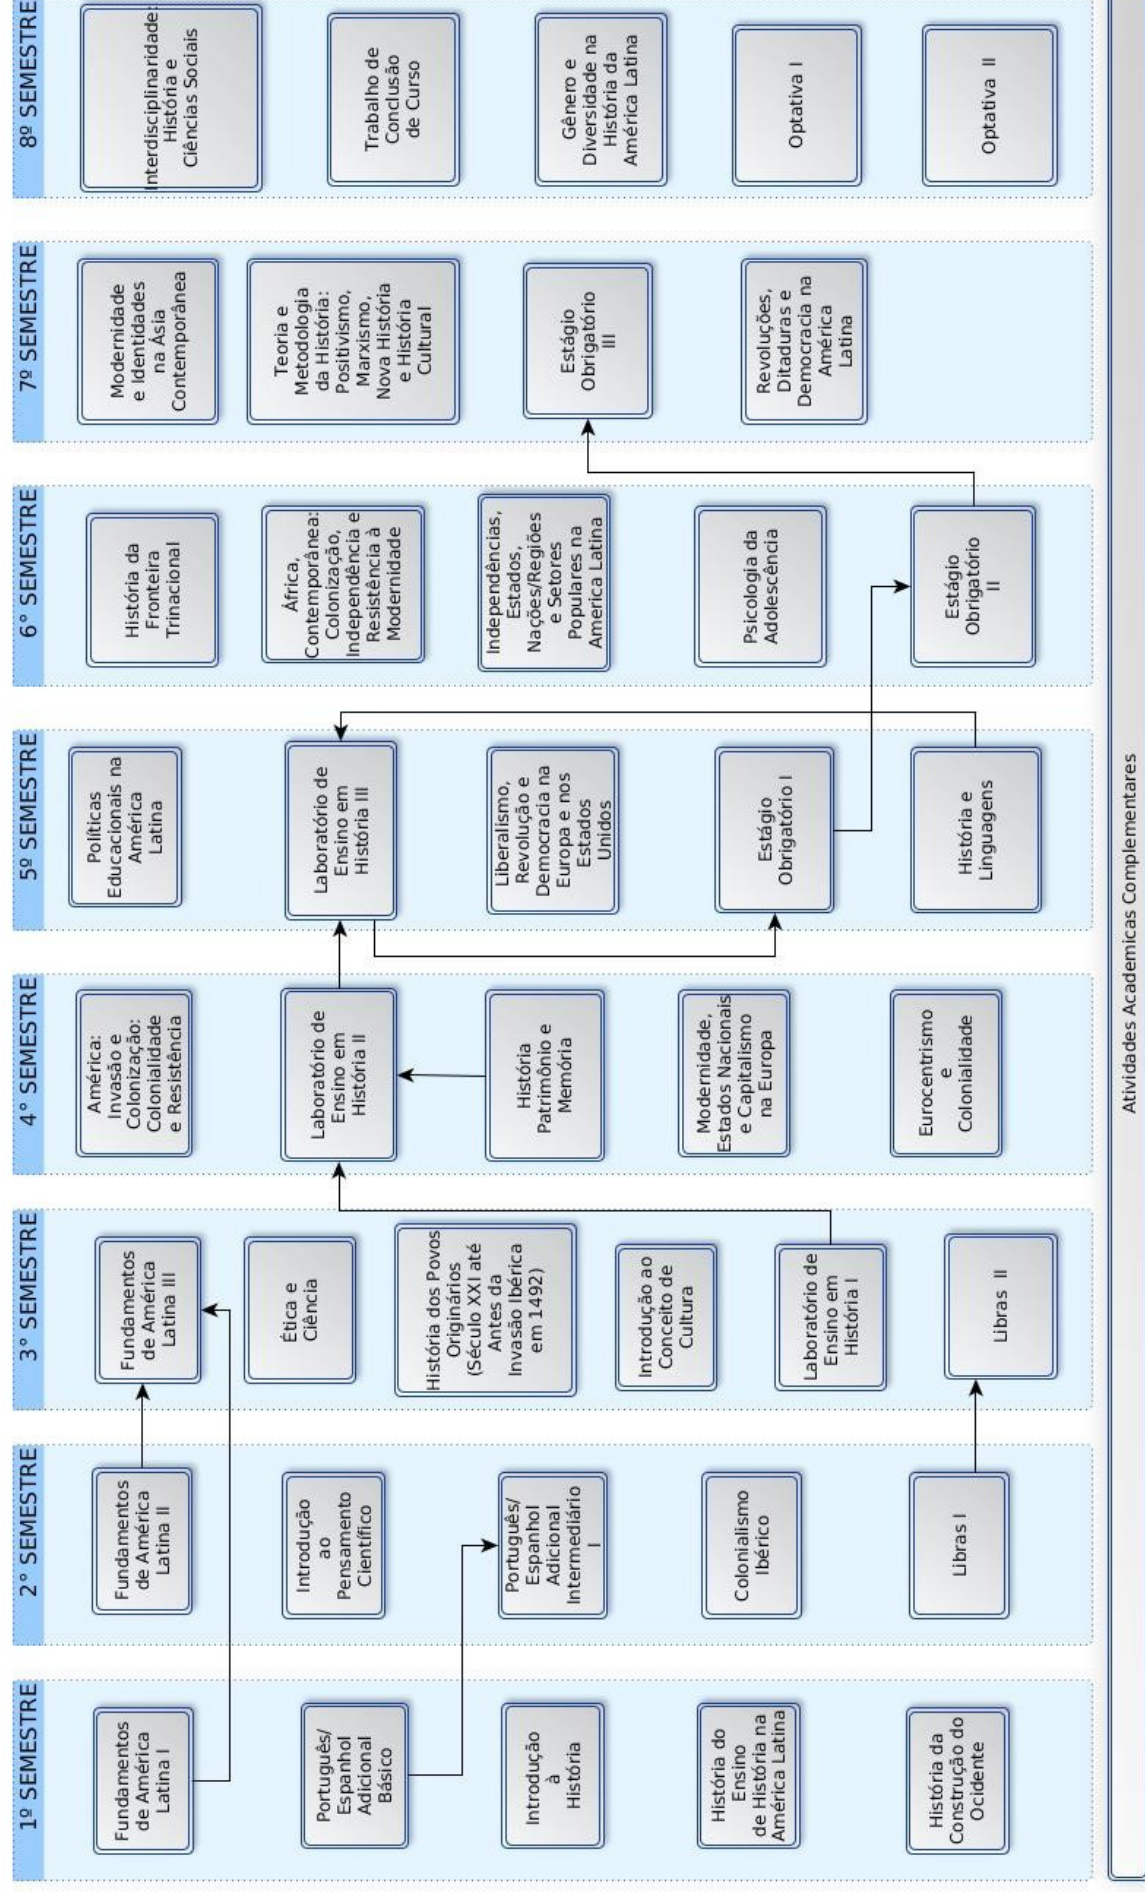 1º SEMESTRE
Fundamentos
de América
Latina I
Português/
Espanhol
Adicional
Básico
Introdução
à
História
História do
Ensino
de História na
América Latina
História da
Construção do
Ocidente
2° SEMESTRE
Fundamentos
de América
Latina II
Introdução
ao
Pensamento
Científico
Português/
Espanhol
Adicional
Intermediário
I
Colonialismo
Ibérico
Libras I
3° SEMESTRE
Fundamentos
de América
Latina III
Ética e
Ciência
História dos Povos
Originários
(Século XXI até
Antes da
Invasão Ibérica
em 1492)
Introdução ao
Conceito de
Cultura
Laboratório de
Ensino em
História I
Libras II
4° SEMESTRE
América:
Invasão e
Colonização:
Colonialidade
e Resistência
Laboratório de
Ensino em
História II
História
Patrimônio e
Memória
Modernidade,
Estados Nacionais
e Capitalismo
na Europa
Eurocentrismo
e
Colonialidade
5º SEMESTRE
Políticas
Educacionais na
América
Latina
Laboratório de
Ensino em
História III
Liberalismo,
Revolução e
Democracia na
Europa e nos
Estados
Unidos
Estágio
Obrigatório I
História e
Linguagens
6° SEMESTRE
História da
Fronteira
Trinacional
África,
Contemporânea:
Colonização,
Independência e
Resistência à
Modernidade
Independências,
Estados,
Nações/Regiões
e Setores
Populares na
America Latina
Psicologia da
Adolescência
Estágio
Obrigatório
II
7º SEMESTRE
Modernidade
e Identidades
na Ásia
Contemporânea
Teoria e
Metodologia
da História:
Positivismo,
Marxismo,
Nova História
e História
Cultural
Estágio
Obrigatório
III
Revoluções,
Ditaduras e
Democracia na
América
Latina
8º SEMESTRE
Interdisciplinaridade:
História e
Ciências Sociais
Trabalho de
Conclusão
de Curso
Gênero e
Diversidade na
História da
América Latina
Optativa I
Optativa II
Atividades Academicas Complementares